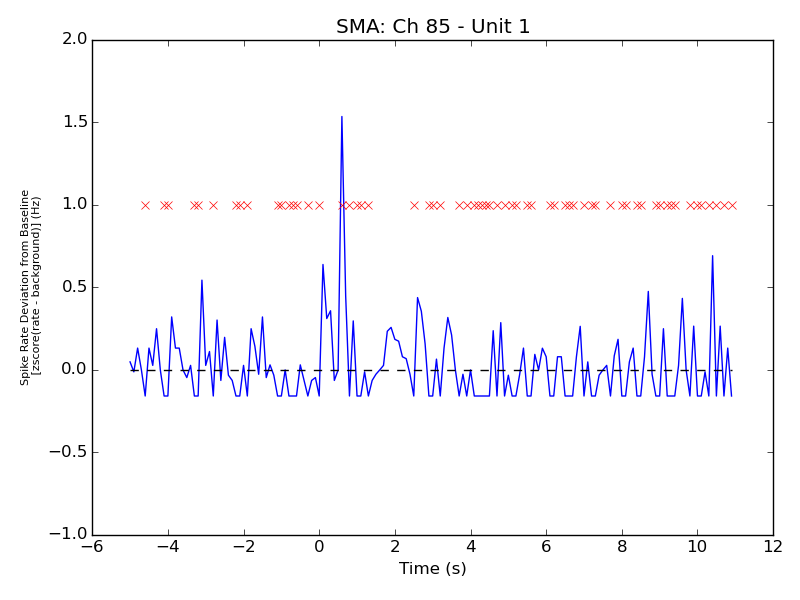 SMA: Ch 85 - Unit 1
2.0
1.5
1.0
0.5
0.0
−0.5
−1.0
Spike Rate Deviation from Baseline
[zscore(rate - background)] (Hz)
−6 −4 −2 0 2 4 6 8 10 12
Time (s)